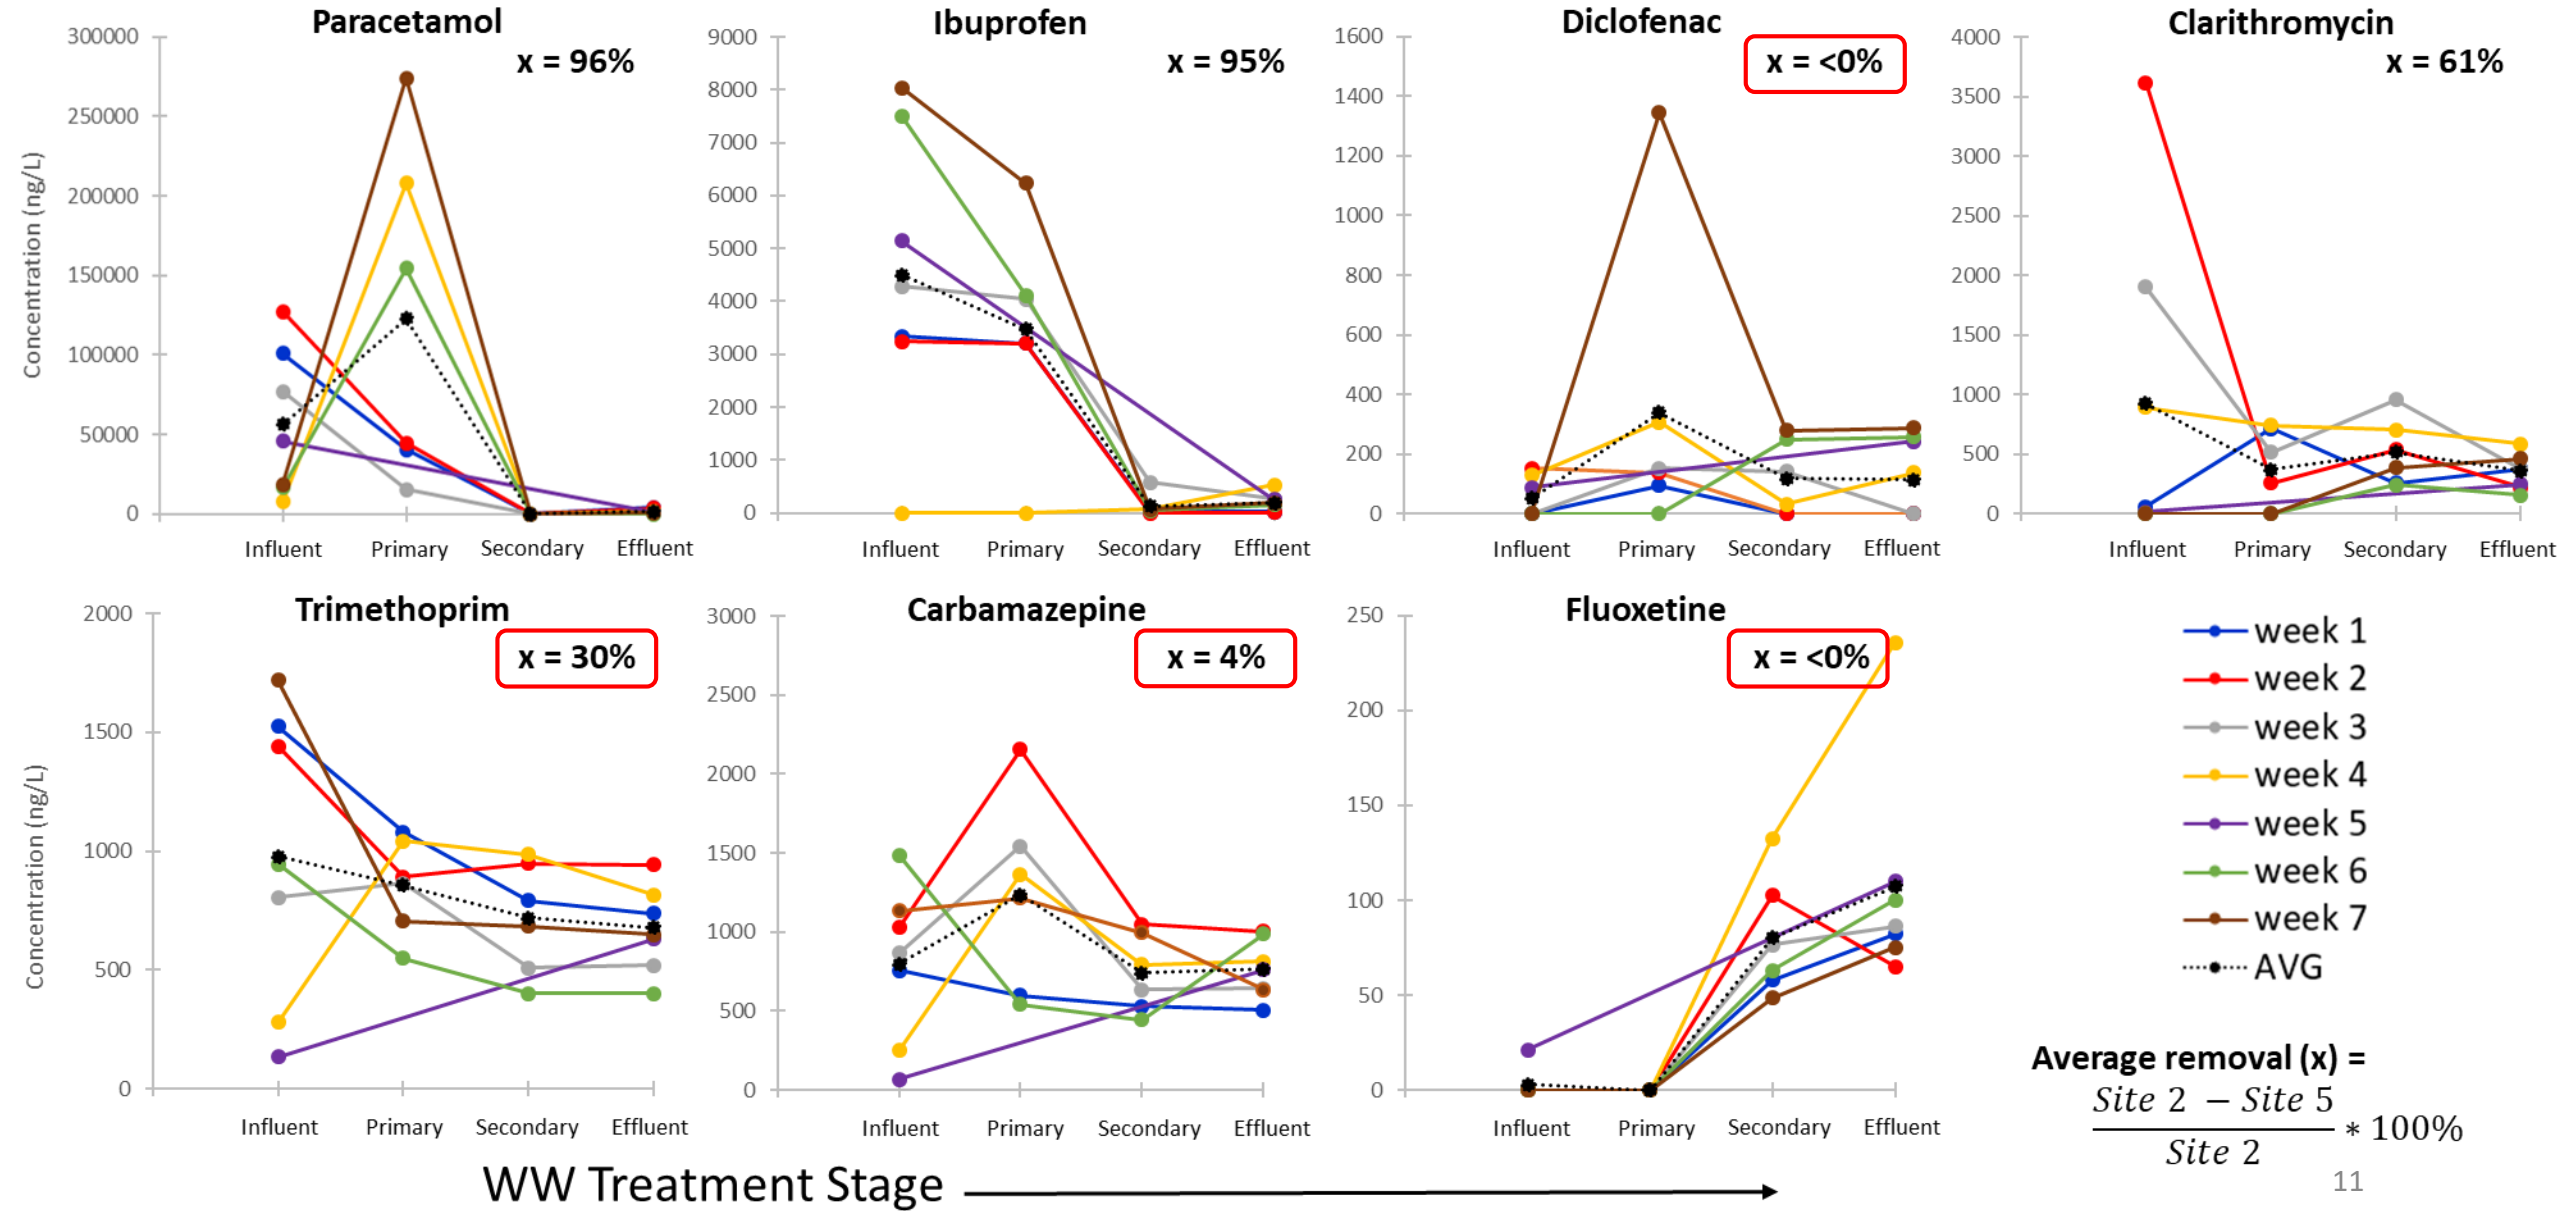 Paracetamol
x = 96%
300000
250000
200000
150000
100000
50000
0
Concentration (ng/L)
Influent Primary Secondary Effluent
Ibuprofen
x = 95%
9000
8000
7000
6000
5000
4000
3000
2000
1000
0
Influent Primary Secondary Effluent
Diclofenac
x = <0%
1600
1400
1200
1000
800
600
400
200
0
Influent Primary Secondary Effluent
Clarithromycin
x = 61%
4000
3500
3000
2500
2000
1500
1000
500
0
Influent Primary Secondary Effluent
Trimethoprim
x = 30%
2000
1500
1000
500
0
Concentration (ng/L)
Influent Primary Secondary Effluent
Carbamazepine
x = 4%
3000
2500
2000
1500
1000
500
0
Influent Primary Secondary Effluent
Fluoxetine
x = <0%
250
200
150
100
50
0
Influent Primary Secondary Effluent
week 1
week 2
week 3
week 4
week 5
week 6
week 7
AVG
Average removal (x) =
Site 2 − Site 5
Site 2
* 100%
WW Treatment Stage
11